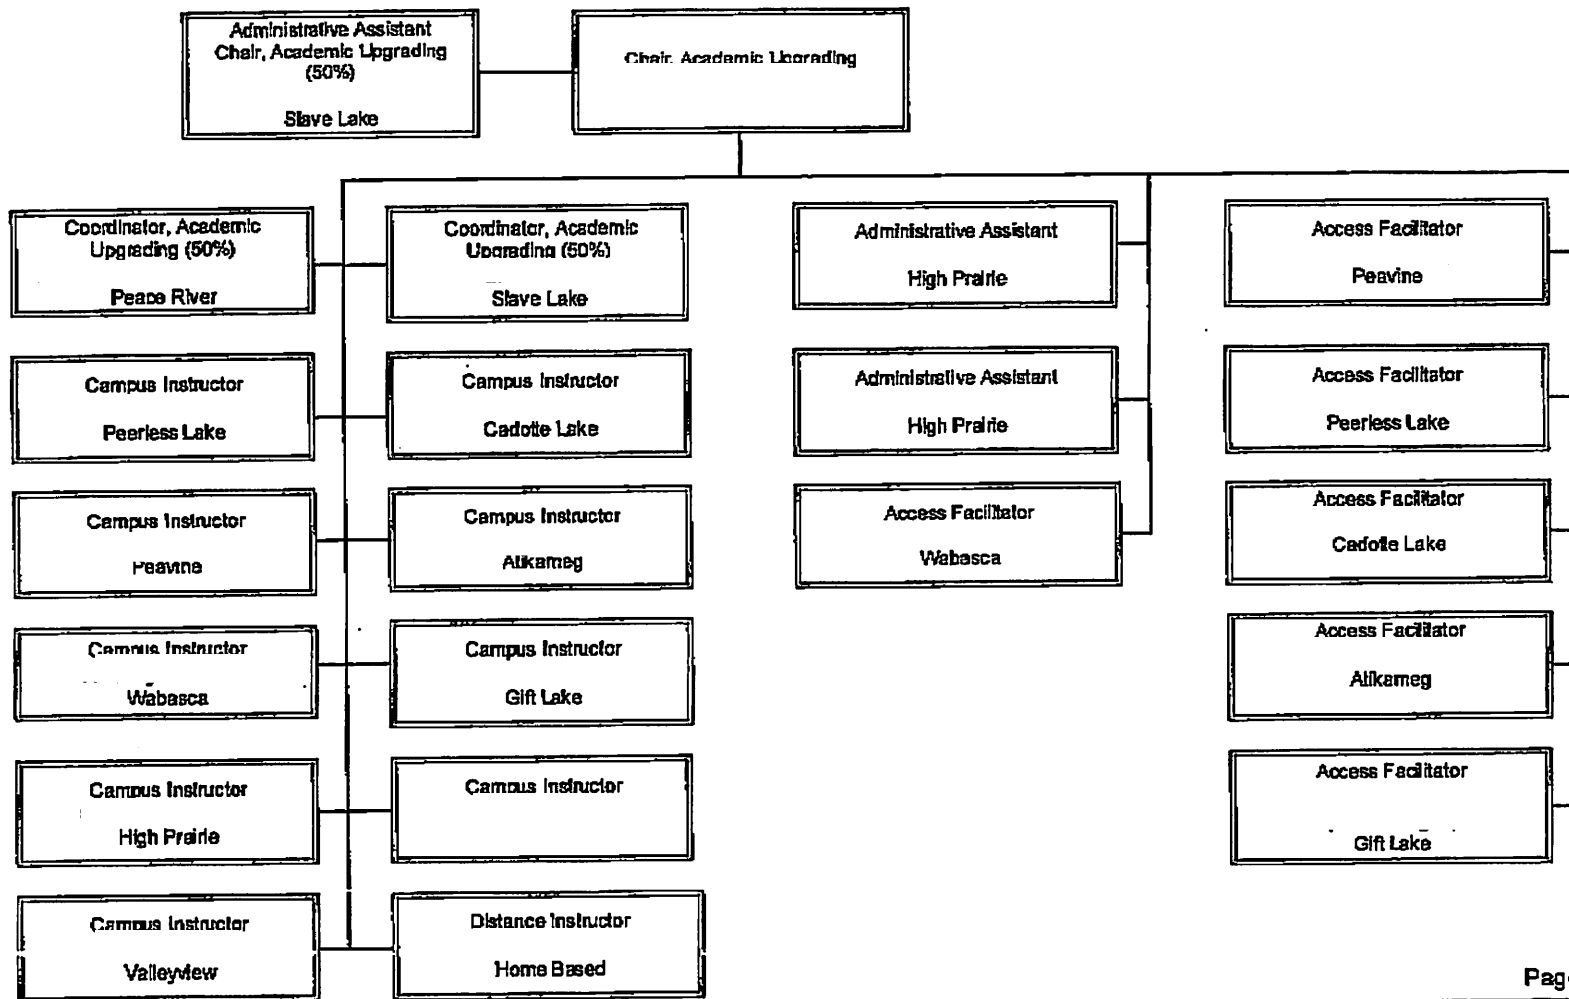 Administrative Assistant
Chair, Academic Upgrading
(50%)
Slave Lake
Chair, Academic Upgrading
Coordinator, Academic
Upgrading (50%)
Peace River
Coordinator, Academic
Upgrading (50%)
Slave Lake
Administrative Assistant
High Prairie
Access Facilitator
Peavine
Campus Instructor
Peerless Lake
Campus Instructor
Cadotte Lake
Administrative Assistant
High Prairie
Access Facilitator
Peerless Lake
Campus Instructor
Peavine
Campus Instructor
Atikameg
Access Facilitator
Wabasca
Access Facilitator
Cadotte Lake
Campus Instructor
Wabasca
Campus Instructor
Gift Lake
Access Facilitator
Atikameg
Campus Instructor
High Prairie
Campus Instructor
Access Facilitator
Gift Lake
Campus Instructor
Valleyview
Distance Instructor
Home Based